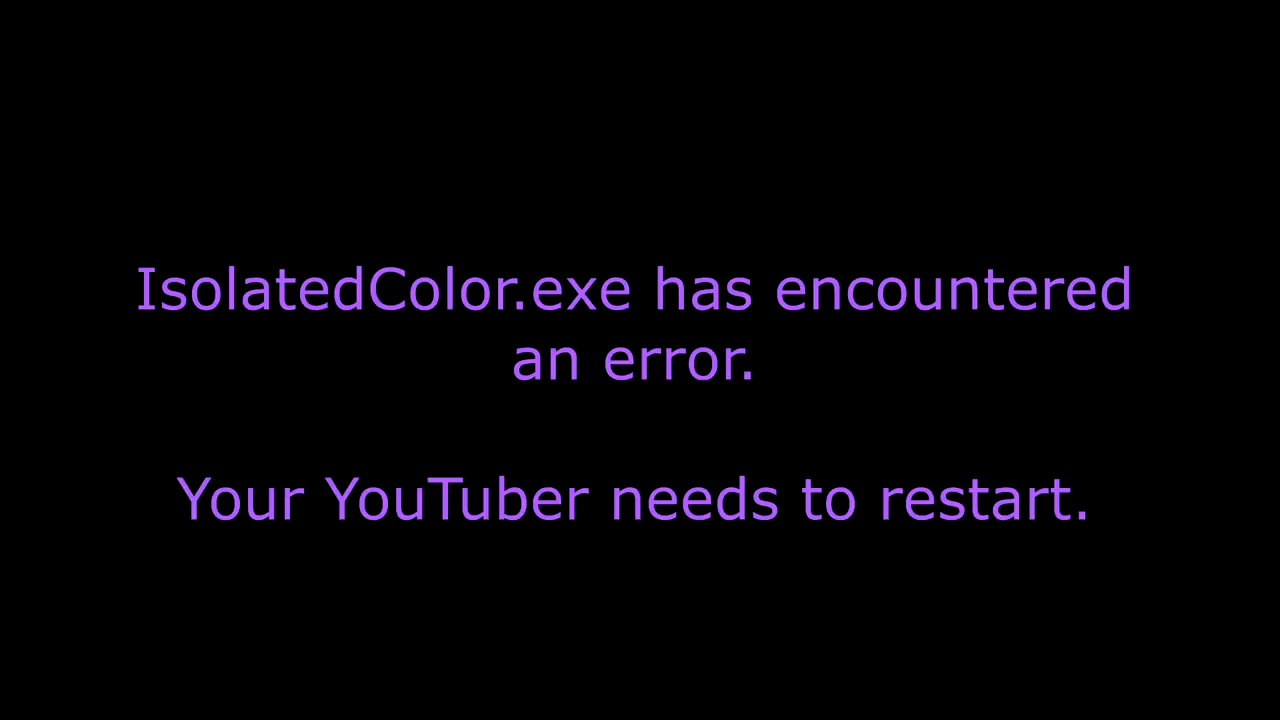 IsolatedColor.exe has encountered
an error.
Your YouTuber needs to restart.